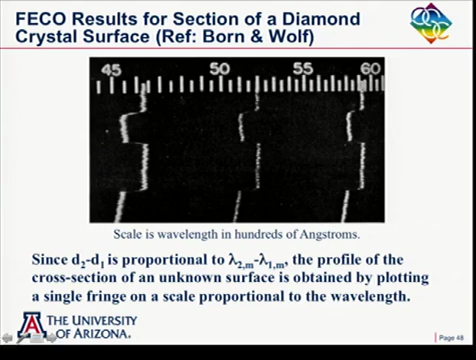 FECO Results for Section of a Diamond
Crystal Surface (Ref: Born & Wolf)
45 50 55 60
Scale is wavelength in hundreds of Angstroms.
Since d2-d1 is proportional to λ2,m-λ1,m, the profile of the
cross-section of an unknown surface is obtained by plotting
a single fringe on a scale proportional to the wavelength.
THE UNIVERSITY
OF ARIZONA.
Page 48